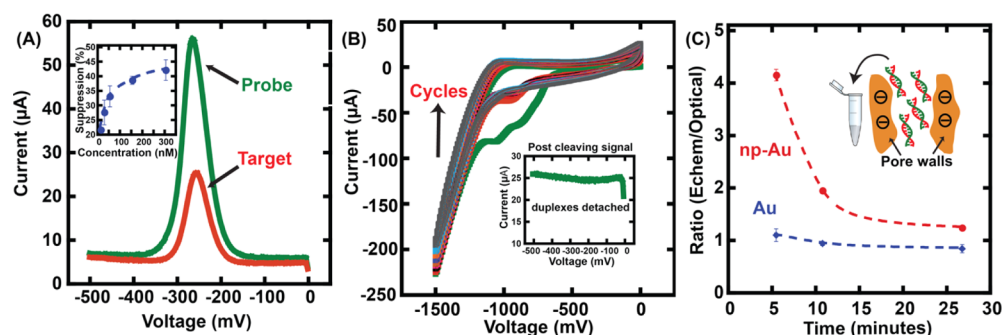 (A)
60
50
40
30
20
10
0
Current (µA)
-500 -400 -300 -200 -100 0
Voltage (mV)
Probe
Target
50
45
40
35
30
25
20
Suppression (%)
0 50 100 150 200 250 300
Concentration (nM)
(B)
50
0
-50
-100
-150
-200
-250
Current (µA)
-1500 -1000 -500 0
Voltage (mV)
Cycles
Post cleaving signal
35
30
25
20
15
10
Current (µA)
duplexes detached
-500 -400 -300 -200 -100 0
Voltage (mV)
(C)
5
4
3
2
1
0
Ratio (Echem/Optical)
0 5 10 15 20 25 30
Time (minutes)
np-Au
Au
Pore walls